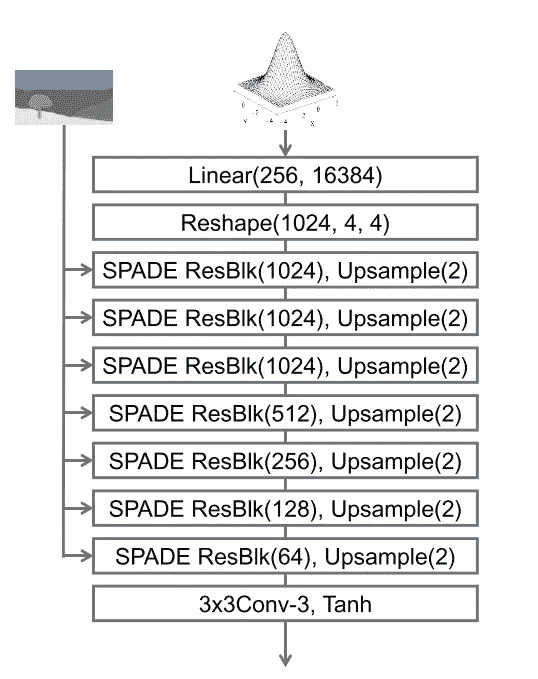 Linear(256, 16384)
Reshape(1024, 4, 4)
SPADE ResBlk(1024), Upsample(2)
SPADE ResBlk(1024), Upsample(2)
SPADE ResBlk(1024), Upsample(2)
SPADE ResBlk(512), Upsample(2)
SPADE ResBlk(256), Upsample(2)
SPADE ResBlk(128), Upsample(2)
SPADE ResBlk(64), Upsample(2)
3x3Conv-3, Tanh